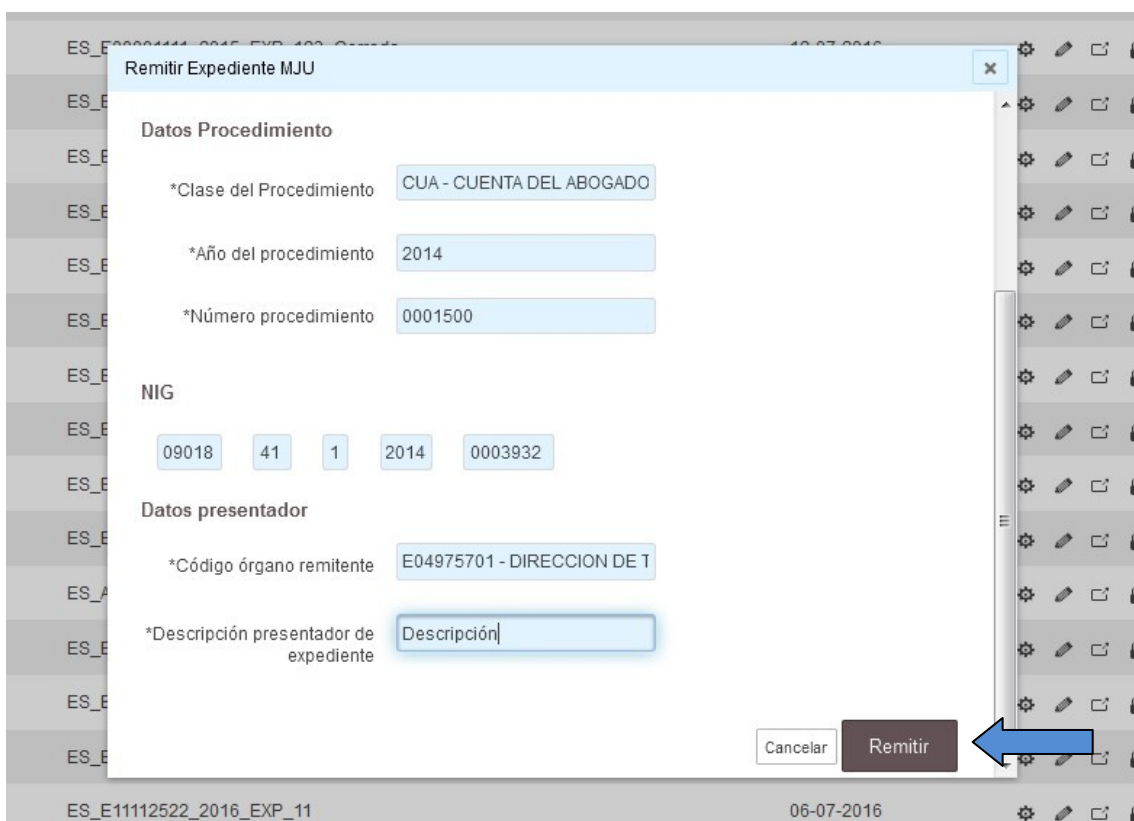 Remitir Expediente MJU
Datos Procedimiento
*Clase del Procedimiento
CUA - CUENTA DEL ABOGADO
*Año del procedimiento
2014
*Número procedimiento
0001500
NIG
09018 41 1 2014 0003932
Datos presentador
*Código órgano remitente
E04975701 - DIRECCION DE T
*Descripción presentador de
expediente
Descripción
Cancelar
Remitir
ES_E11112522_2016_EXP_11
06-07-2016